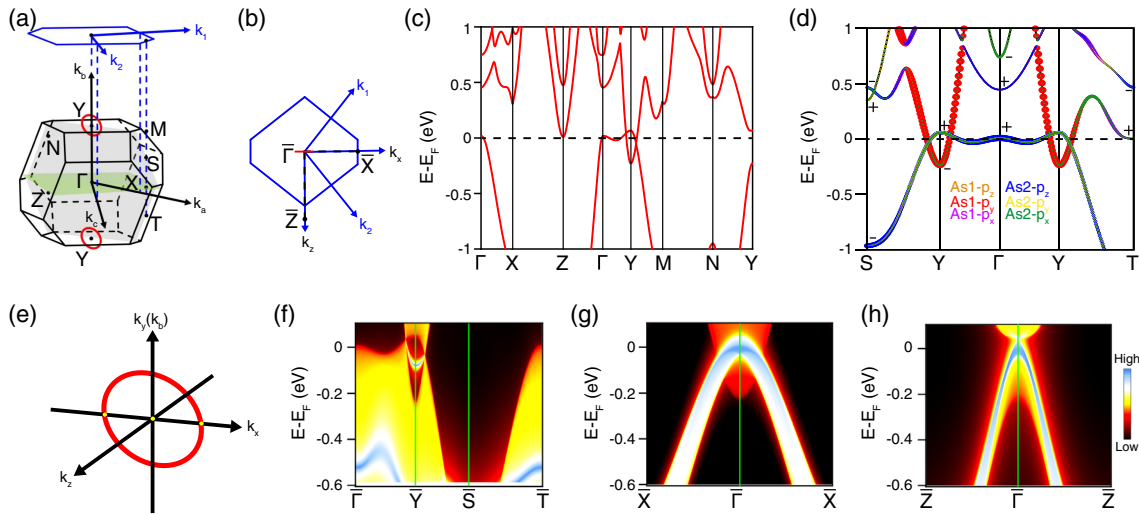 (a)
k1
k2
kb
Y
M
N
S
Γ
X
Z
ka
kc
T
Y
(b)
k1
Γ̅
kx
X̅
Z̅
k2
kz
(c)
E-EF (eV)
1
0.5
0
-0.5
-1
Γ X Z Γ Y M N Y
(d)
E-EF (eV)
1
0.5
0
-0.5
-1
- + - + - + - + + - +
As1-pz As2-pz
As1-py As2-py
As1-px As2-px
S Y Γ Y T
(e)
ky(kb)
kx
kz
(f)
E-EF (eV)
0
-0.2
-0.4
-0.6
Γ̅ Y̅ S̅ T̅
(g)
E-EF (eV)
0
-0.2
-0.4
-0.6
X̅ Γ̅ X̅
(h)
E-EF (eV)
0
-0.2
-0.4
-0.6
Z̅ Γ̅ Z̅
High
Low